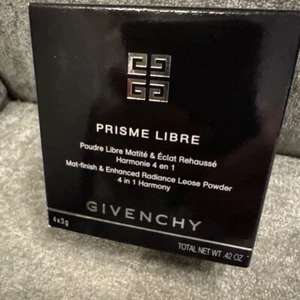 PRISME LIBRE
Poudre Libre Matité & Éclat Rehaussé
Harmonie 4 en 1
Mat-finish & Enhanced Radiance Loose Powder
4 in 1 Harmony
GIVENCHY
4 x 3 g
TOTAL NET WT .42 OZ